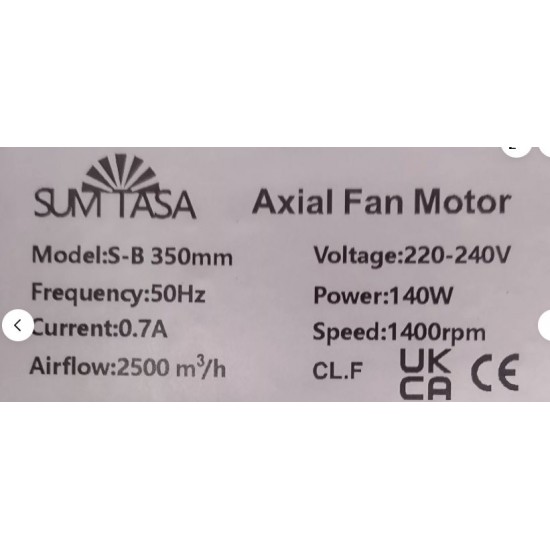 SUMTASA
Axial Fan Motor
Model:S-B 350mm
Voltage:220-240V
Frequency:50Hz
Power:140W
Current:0.7A
Speed:1400rpm
Airflow:2500 m³/h
CL.F
UK
CA
CE